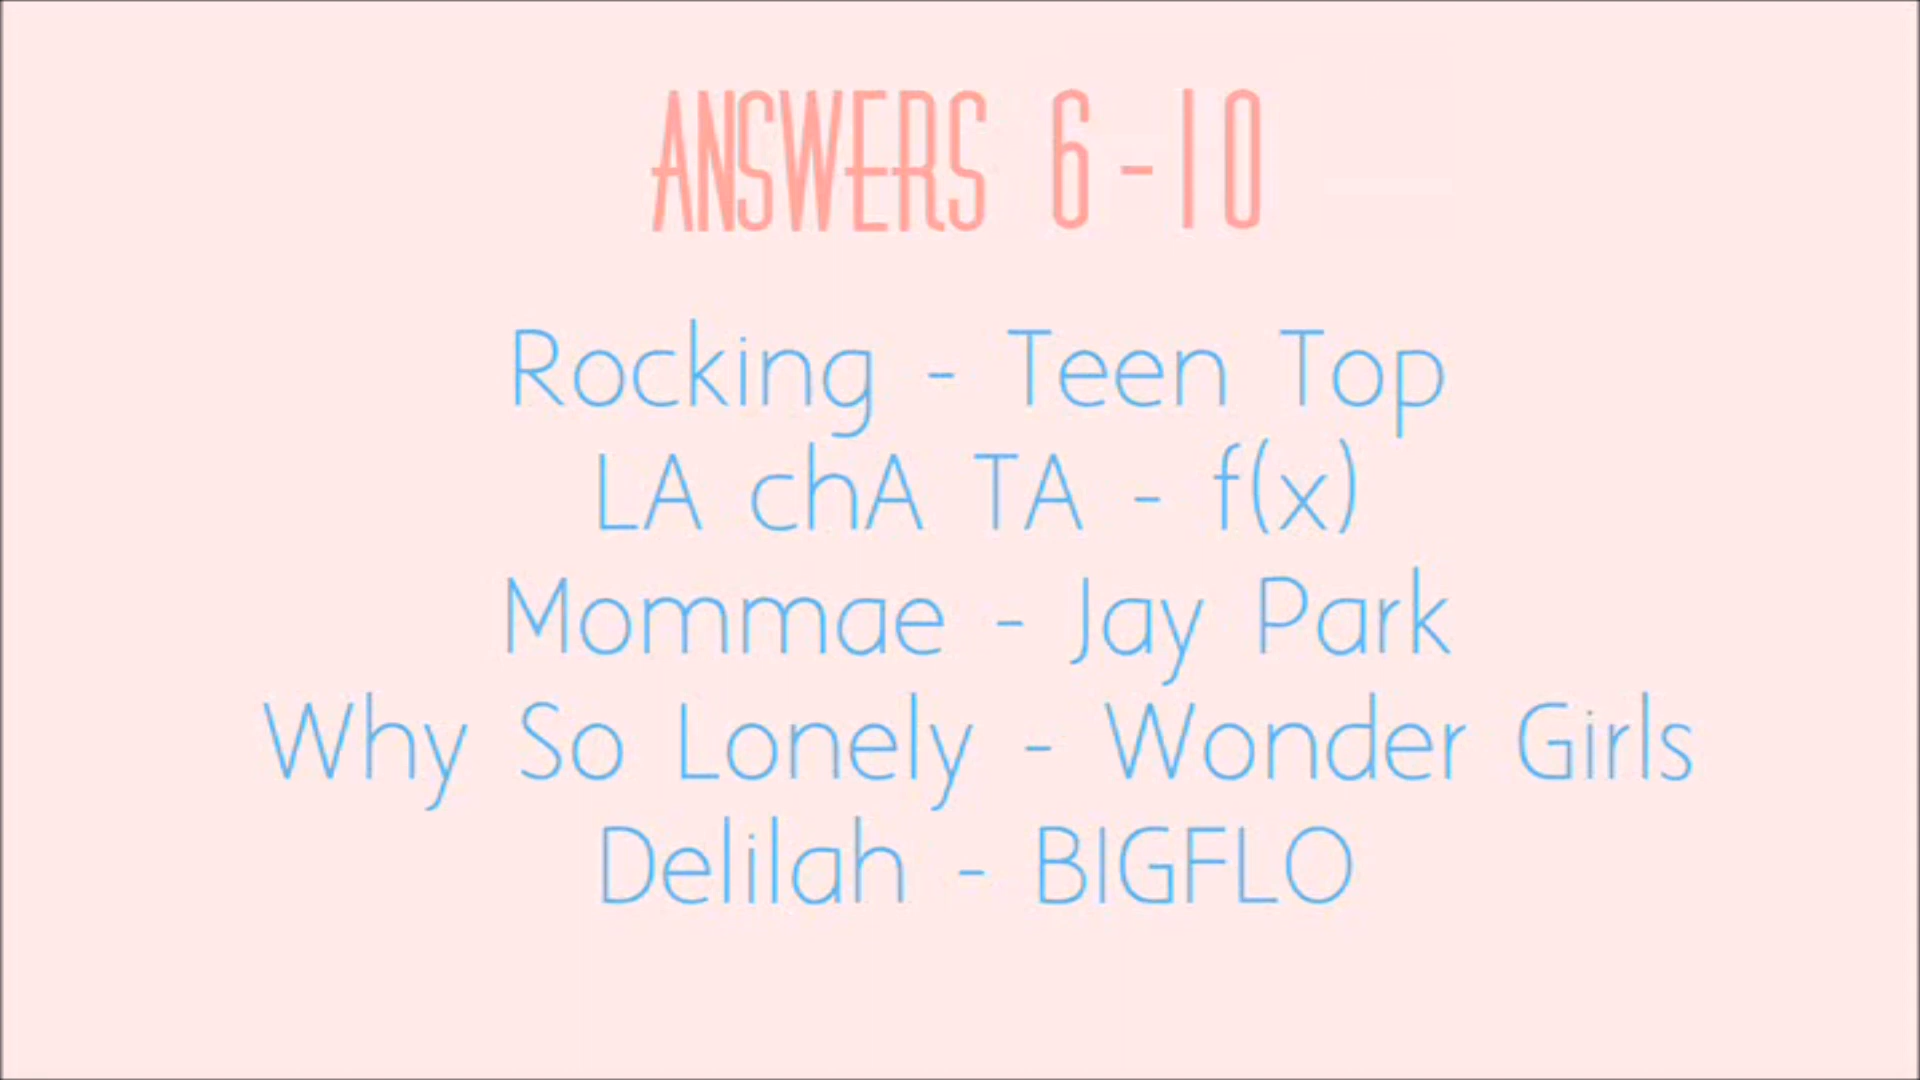 ANSWERS 6-10
Rocking - Teen Top
LA chA TA - f(x)
Mommae - Jay Park
Why So Lonely - Wonder Girls
Delilah - BIGFLO